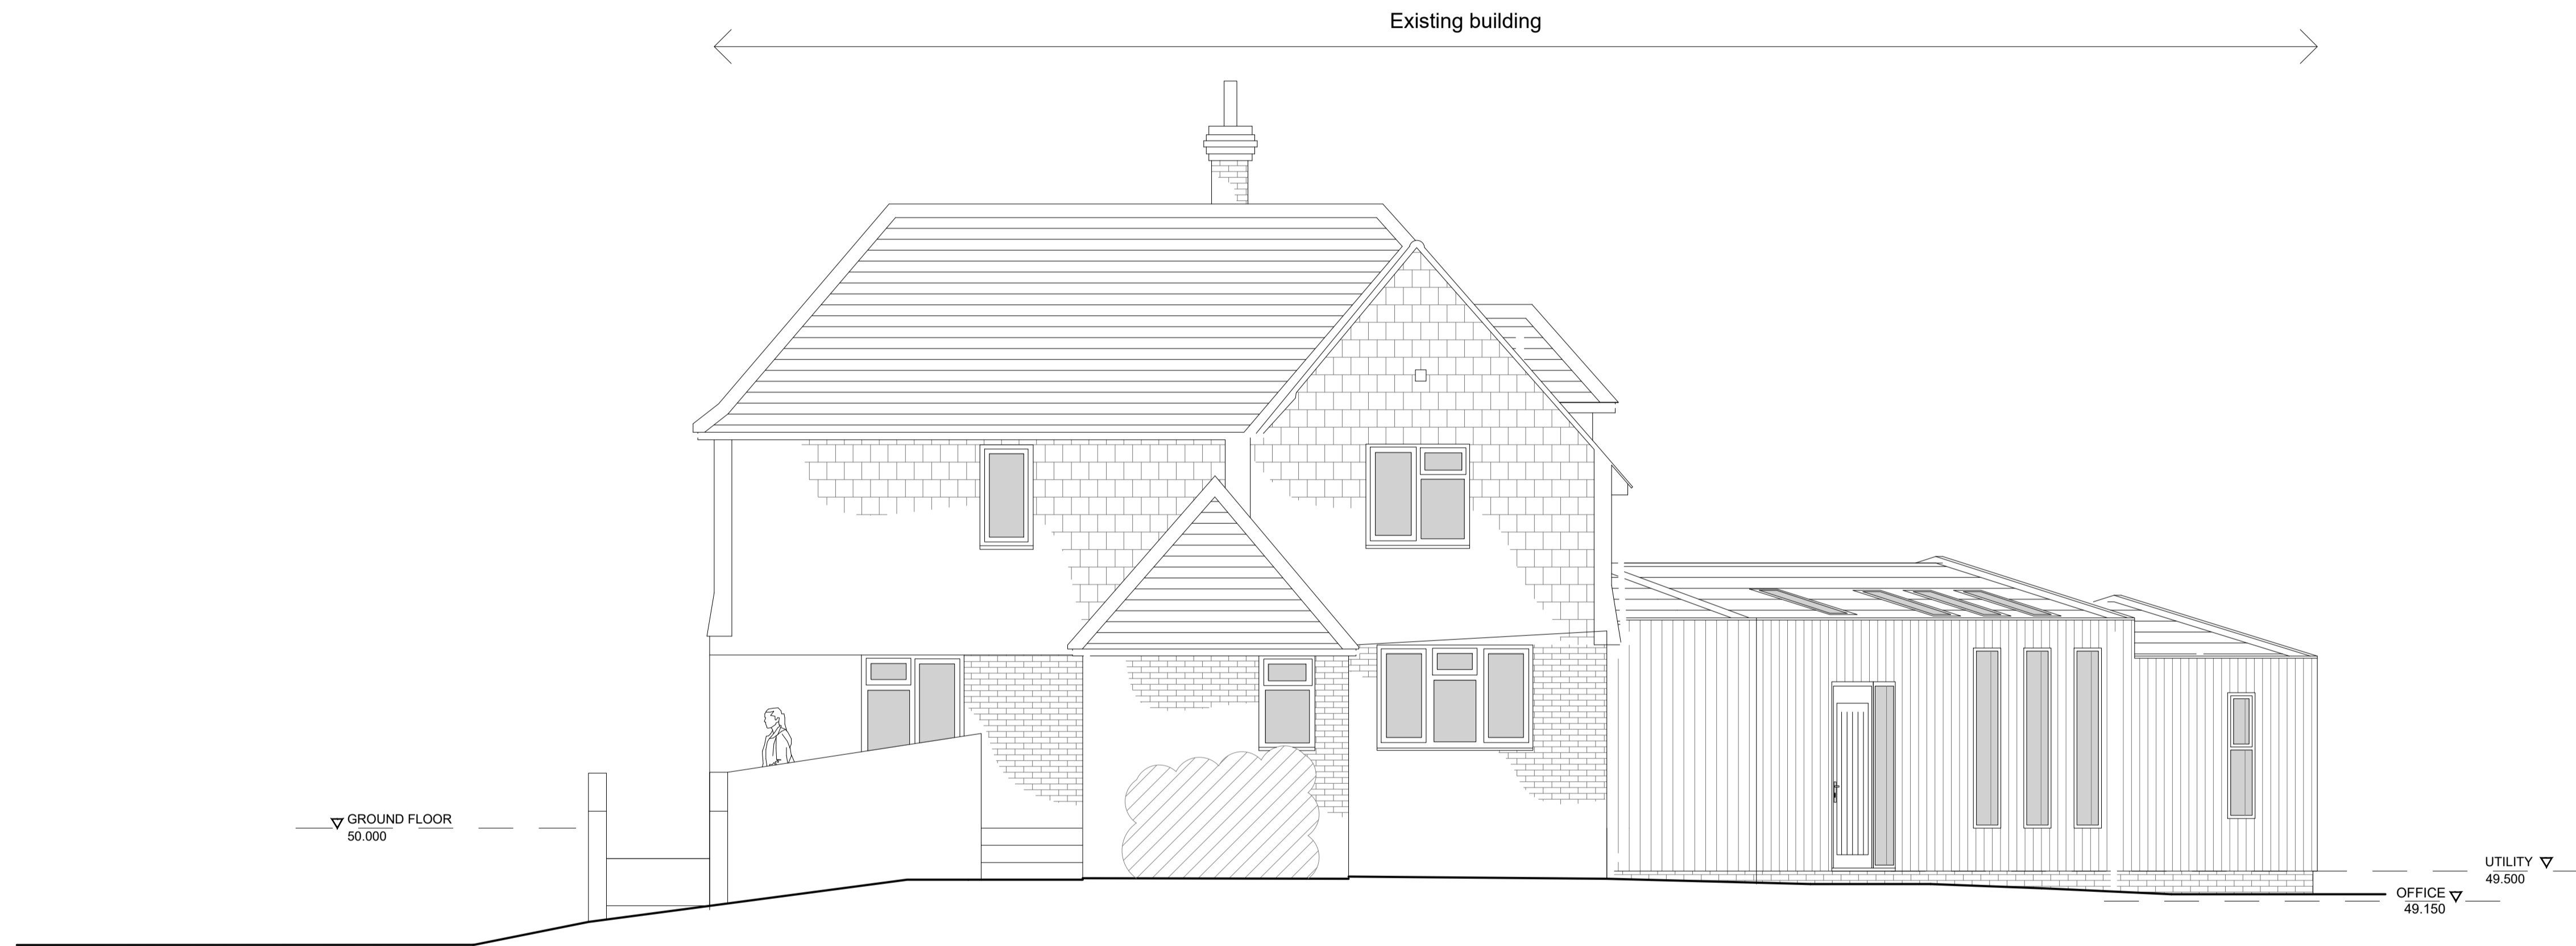 Existing building
GROUND FLOOR
50.000
UTILITY
49.500
OFFICE
49.150